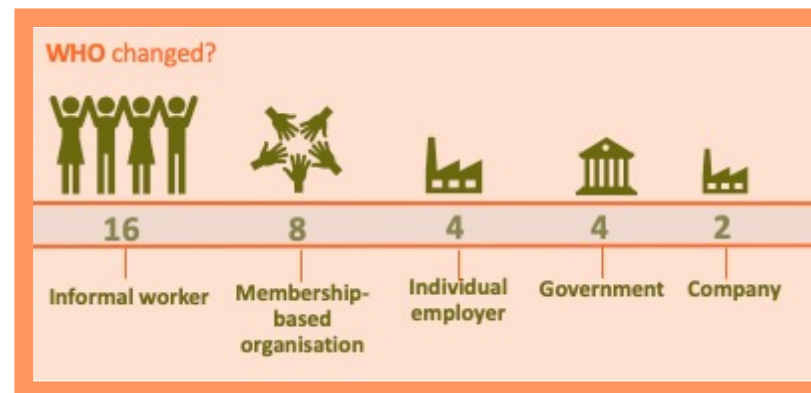 WHO changed?
16 8 4 4 2
Informal worker
Membership-
based
organisation
Individual
employer
Government
Company